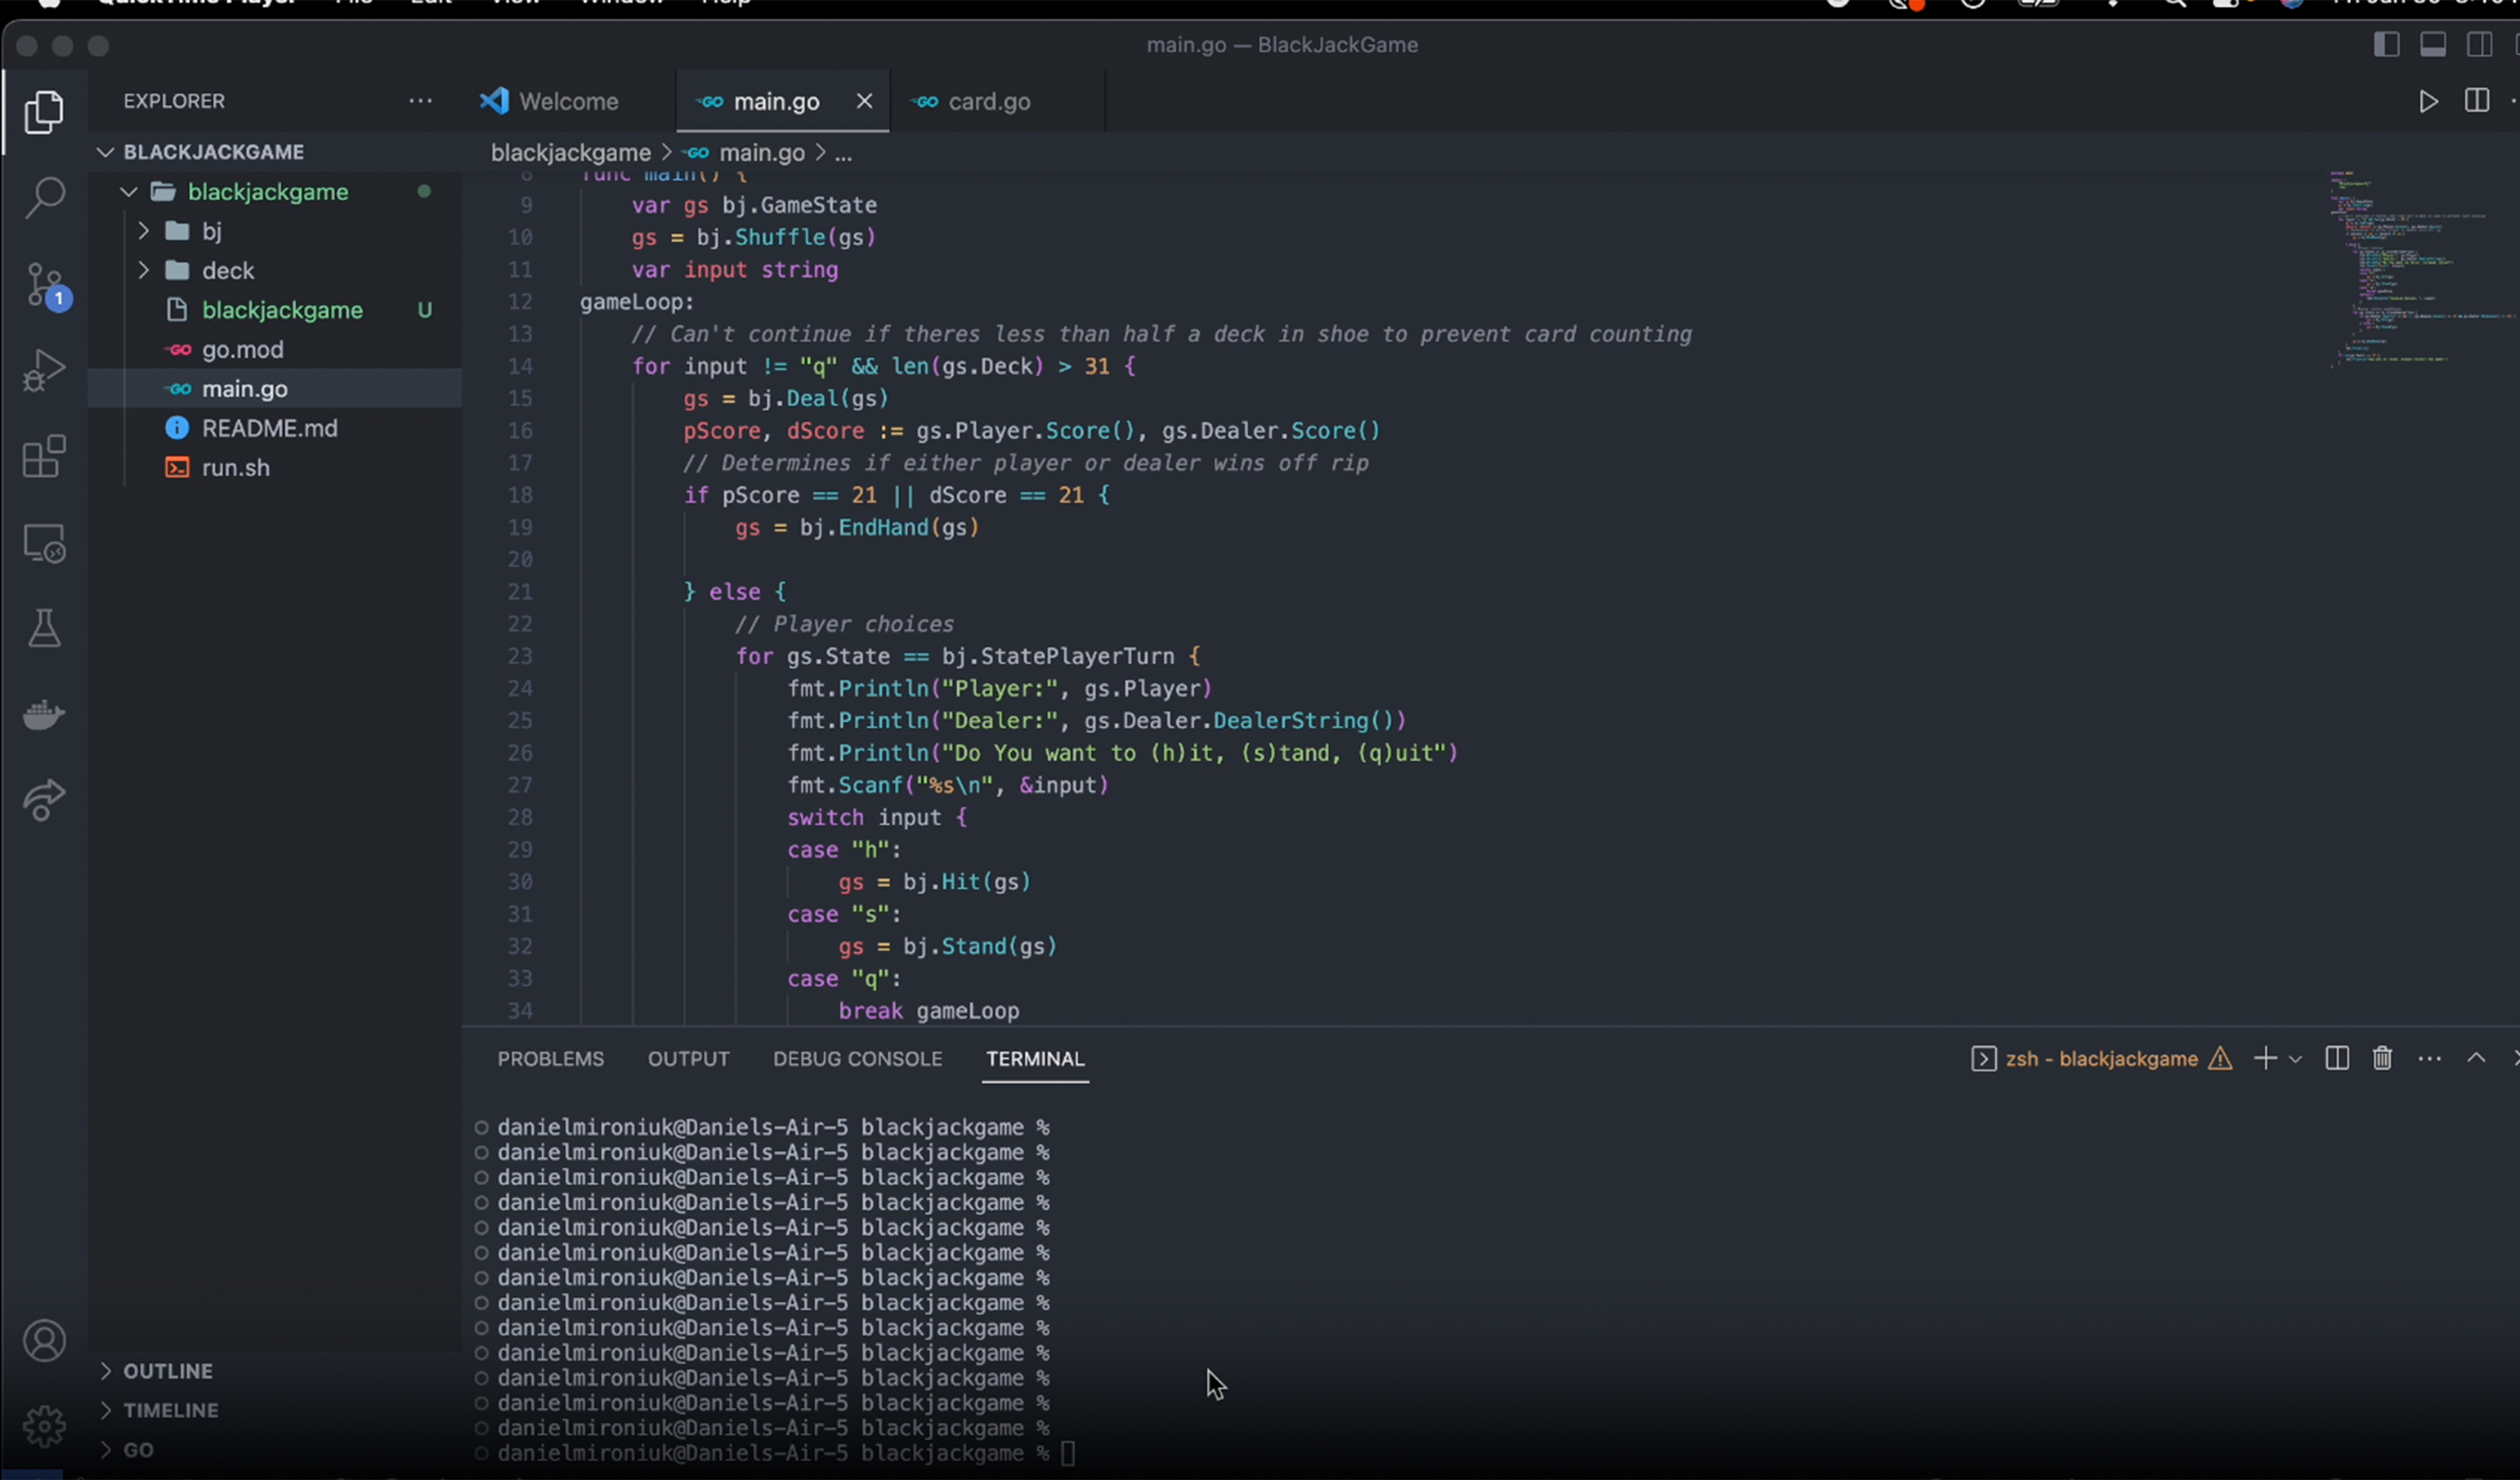 QuickTime Player File Edit View Window Help
main.go — BlackJackGame
EXPLORER
Welcome
main.go
card.go
BLACKJACKGAME
blackjackgame
bj
deck
blackjackgame U
go.mod
main.go
README.md
run.sh
OUTLINE
TIMELINE
GO
1
blackjackgame > main.go > ...
8 func main() {
9 var gs bj.GameState
10 gs = bj.Shuffle(gs)
11 var input string
12 gameLoop:
13 // Can't continue if theres less than half a deck in shoe to prevent card counting
14 for input != "q" && len(gs.Deck) > 31 {
15 gs = bj.Deal(gs)
16 pScore, dScore := gs.Player.Score(), gs.Dealer.Score()
17 // Determines if either player or dealer wins off rip
18 if pScore == 21 || dScore == 21 {
19 gs = bj.EndHand(gs)
20
21 } else {
22 // Player choices
23 for gs.State == bj.StatePlayerTurn {
24 fmt.Println("Player:", gs.Player)
25 fmt.Println("Dealer:", gs.Dealer.DealerString())
26 fmt.Println("Do You want to (h)it, (s)tand, (q)uit")
27 fmt.Scanf("%s\n", &input)
28 switch input {
29 case "h":
30 gs = bj.Hit(gs)
31 case "s":
32 gs = bj.Stand(gs)
33 case "q":
34 break gameLoop
PROBLEMS OUTPUT DEBUG CONSOLE TERMINAL
zsh - blackjackgame
danielmironiuk@Daniels-Air-5 blackjackgame %
danielmironiuk@Daniels-Air-5 blackjackgame %
danielmironiuk@Daniels-Air-5 blackjackgame %
danielmironiuk@Daniels-Air-5 blackjackgame %
danielmironiuk@Daniels-Air-5 blackjackgame %
danielmironiuk@Daniels-Air-5 blackjackgame %
danielmironiuk@Daniels-Air-5 blackjackgame %
danielmironiuk@Daniels-Air-5 blackjackgame %
danielmironiuk@Daniels-Air-5 blackjackgame %
danielmironiuk@Daniels-Air-5 blackjackgame %
danielmironiuk@Daniels-Air-5 blackjackgame %
danielmironiuk@Daniels-Air-5 blackjackgame %
danielmironiuk@Daniels-Air-5 blackjackgame %
danielmironiuk@Daniels-Air-5 blackjackgame %